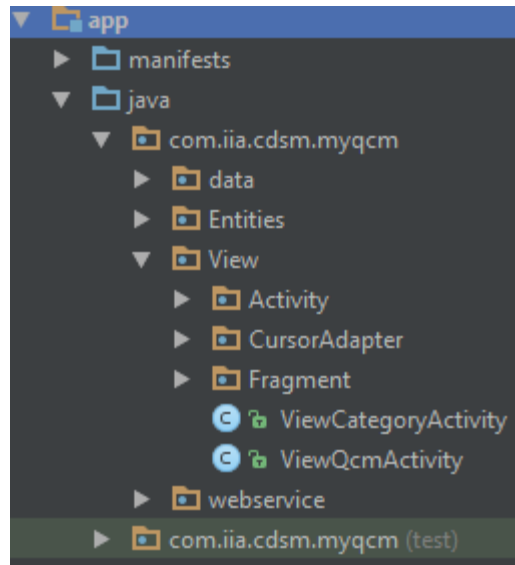 app
manifests
java
com.iia.cdsm.myqcm
data
Entities
View
Activity
CursorAdapter
Fragment
C ViewCategoryActivity
C ViewQcmActivity
webservice
com.iia.cdsm.myqcm (test)